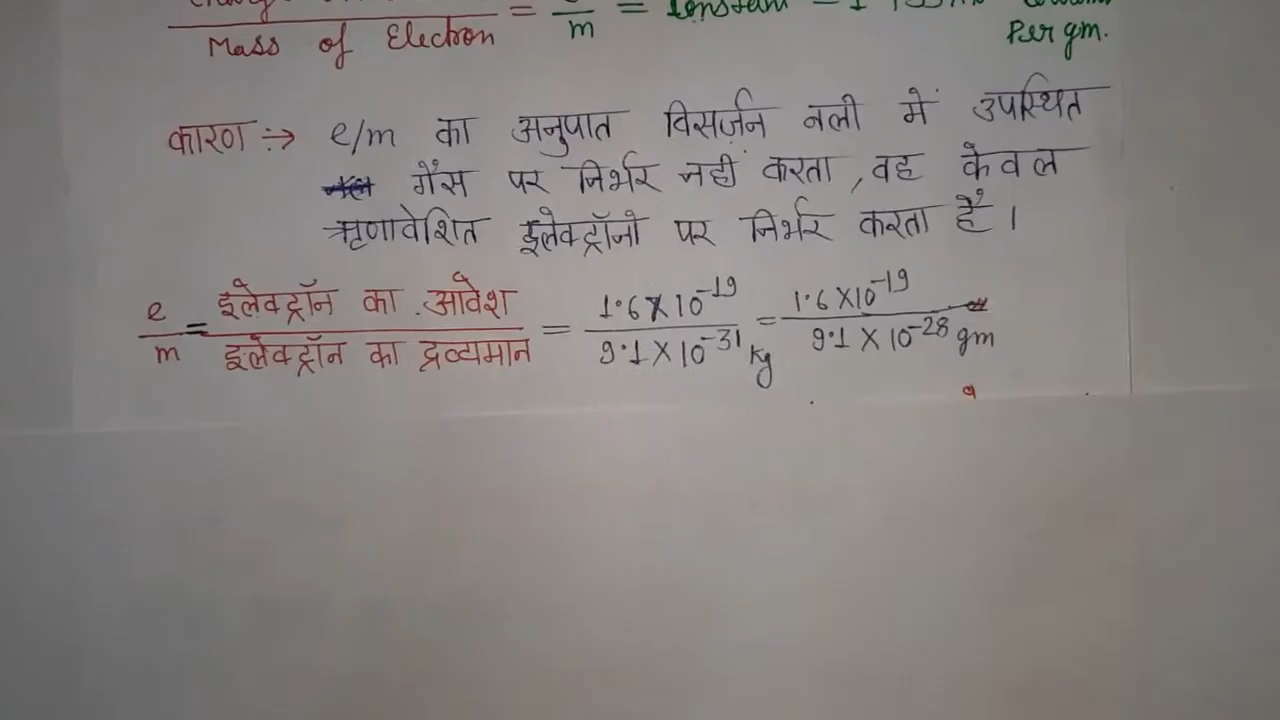 Mass of Electron = e/m = Constant =
Per gm.
कारण :→ e/m का अनुपात विसर्जन नली में उपस्थित
गैस पर निर्भर नहीं करता , वह केवल
ऋणावेशित इलेक्ट्रॉनो पर निर्भर करता है ।
e/m = इलेक्ट्रॉन का आवेश / इलेक्ट्रॉन का द्रव्यमान = 1.6 X 10^-19 / 9.1 X 10^-31 kg = 1.6 X 10^-19 / 9.1 X 10^-28 gm